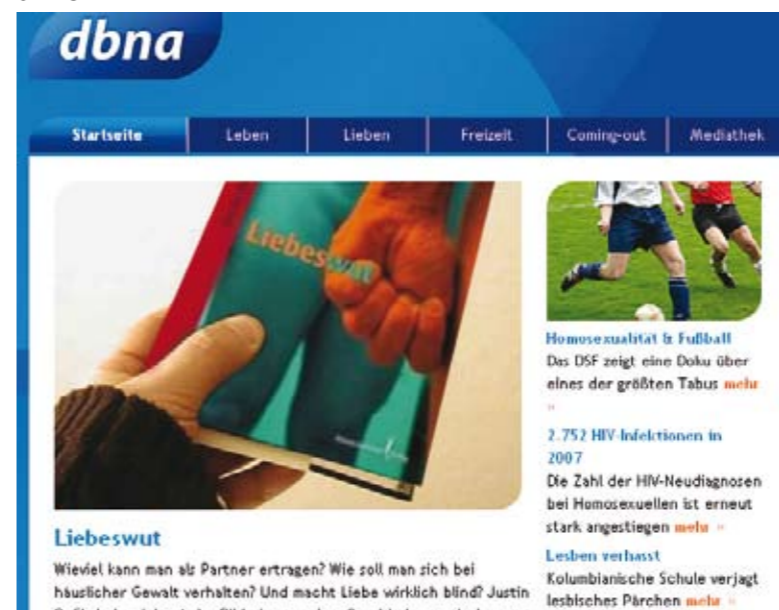 dbna
Startseite
Leben
Lieben
Freizeit
Coming-out
Mediathek
Liebeswut
Homosexualität & Fußball
Das DSF zeigt eine Doku über
eines der größten Tabus mehr
»
2.752 HIV-Infektionen in
2007
Die Zahl der HIV-Neudiagnosen
bei Homosexuellen ist erneut
stark angestiegen mehr »
Lesben verhasst
Kolumbianische Schule verjagt
lesbisches Pärchen mehr »
Liebeswut
Wieviel kann man als Partner ertragen? Wie soll man sich bei
häuslicher Gewalt verhalten? Und macht Liebe wirklich blind? Justin